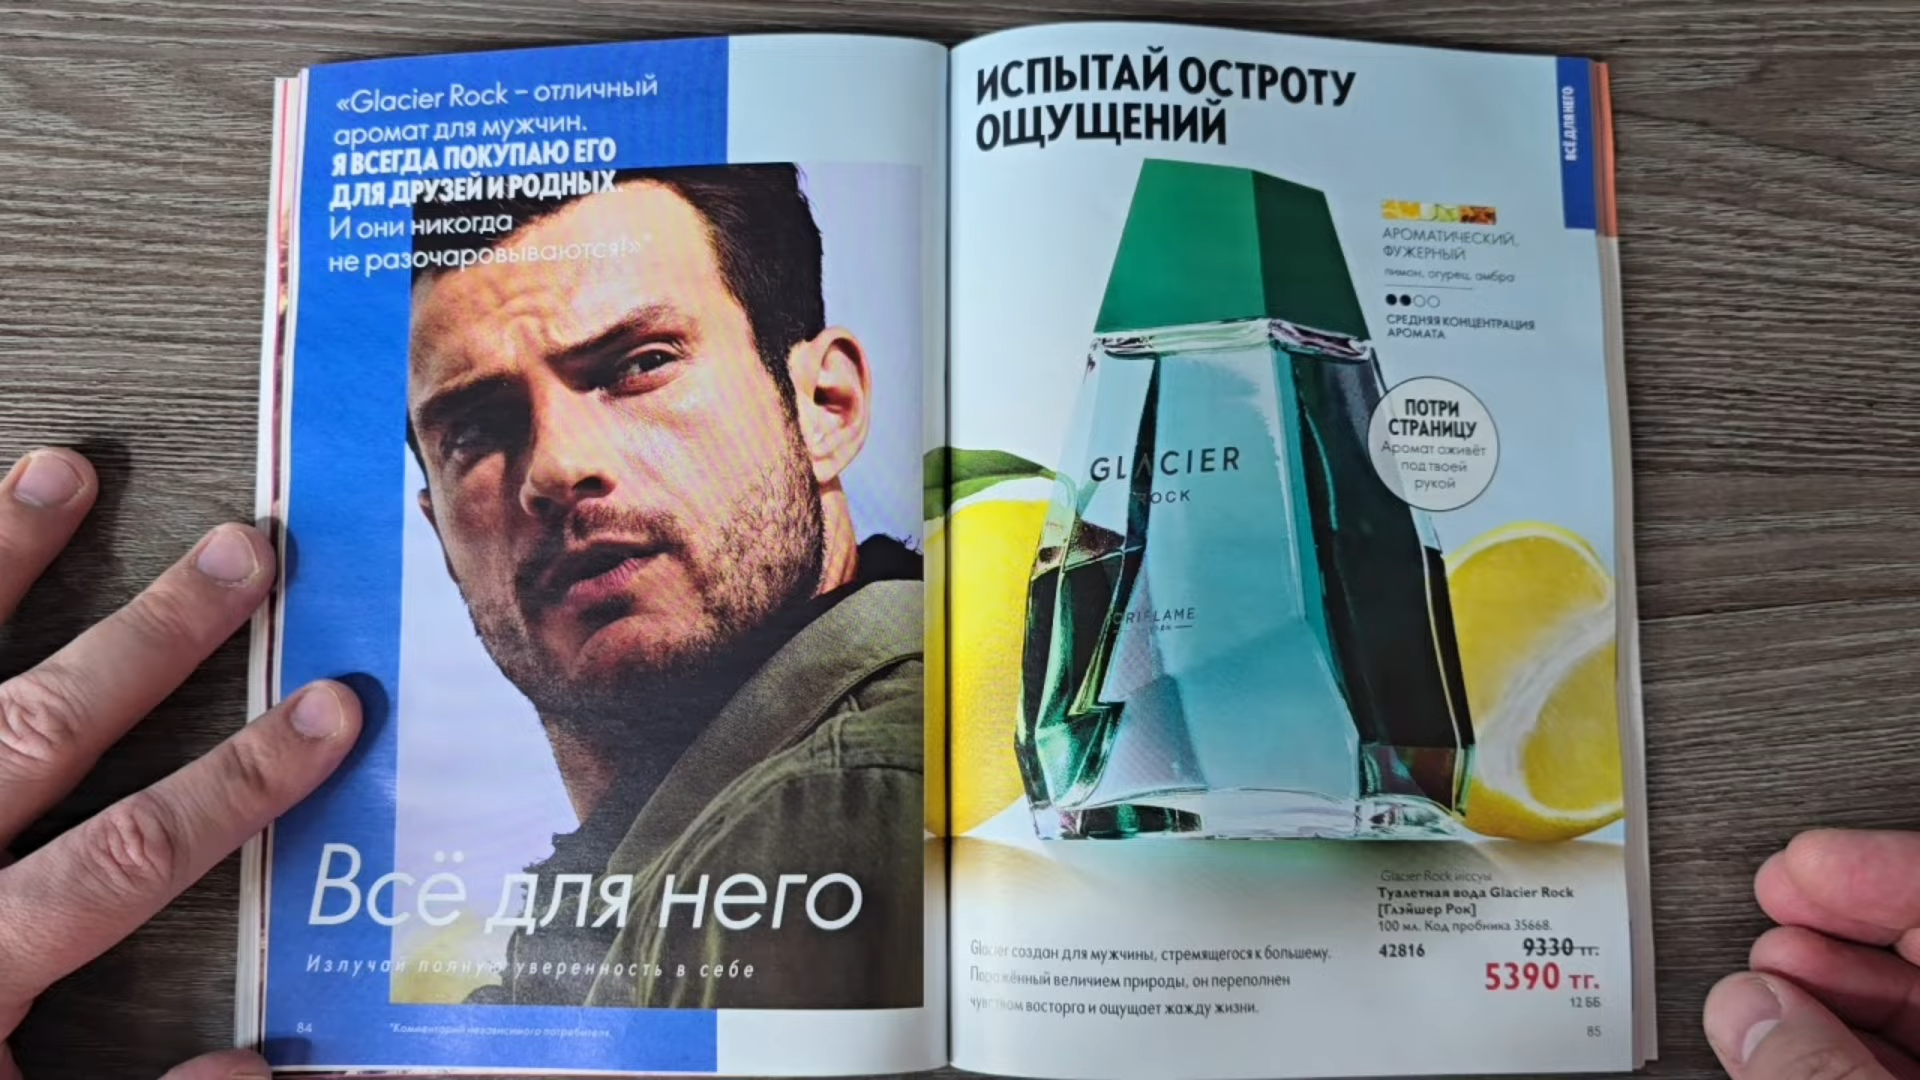 «Glacier Rock – отличный
аромат для мужчин.
Я ВСЕГДА ПОКУПАЮ ЕГО
ДЛЯ ДРУЗЕЙ И РОДНЫХ.
И они никогда
не разочаровываются!»*
Всё для него
Излучай полную уверенность в себе
84
*Комментарий независимого потребителя.
ИСПЫТАЙ ОСТРОТУ
ОЩУЩЕНИЙ
ВСЁ ДЛЯ НЕГО
АРОМАТИЧЕСКИЙ,
ФУЖЕРНЫЙ
лимон, огурец, амбра
СРЕДНЯЯ КОНЦЕНТРАЦИЯ
АРОМАТА
ПОТРИ
СТРАНИЦУ
Аромат оживёт
под твоей
рукой
GLACIER
ROCK
ORIFLAME
Glacier создан для мужчины, стремящегося к большему.
Поражённый величием природы, он переполнен
чувством восторга и ощущает жажду жизни.
Glacier Rock иссуы
Туалетная вода Glacier Rock
[Глэйшер Рок]
100 мл. Код пробника 35668.
42816 9330 тг.
5390 тг.
12 ББ
85